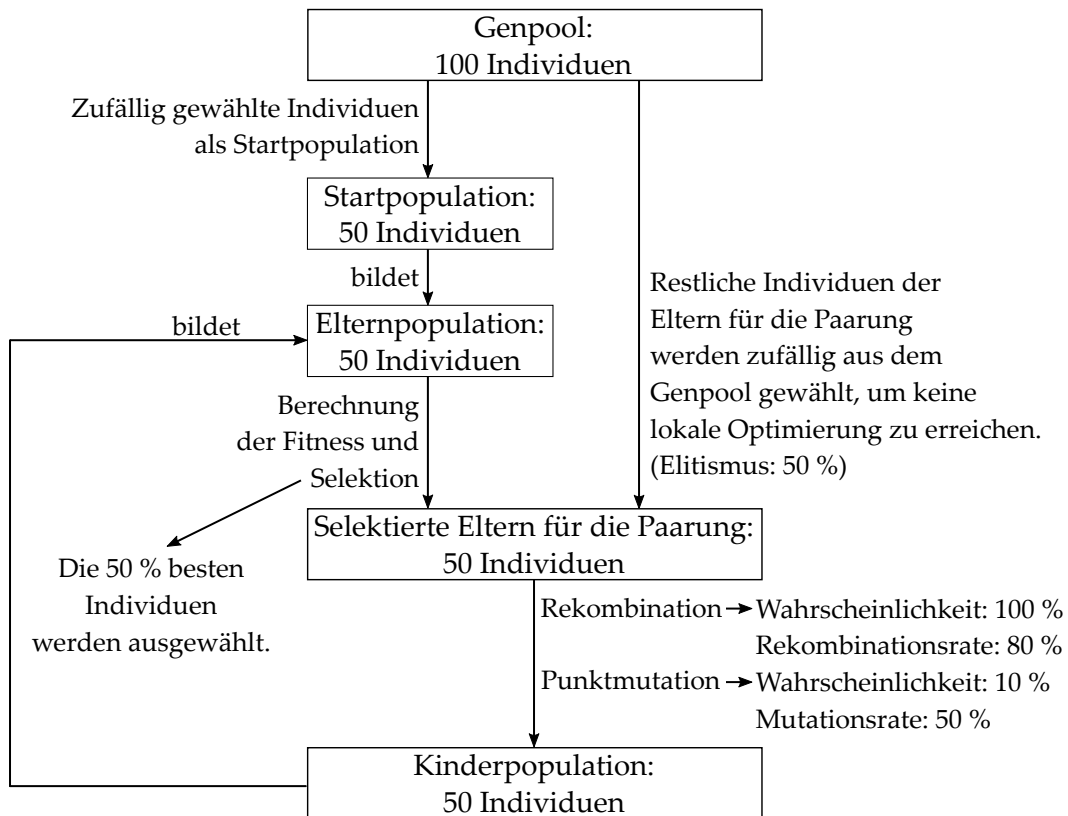 Genpool:
100 Individuen
Zufällig gewählte Individuen
als Startpopulation
Startpopulation:
50 Individuen
bildet
Restliche Individuen der
Eltern für die Paarung
werden zufällig aus dem
Genpool gewählt, um keine
lokale Optimierung zu erreichen.
(Elitismus: 50 %)
bildet
Elternpopulation:
50 Individuen
Berechnung
der Fitness und
Selektion
Die 50 % besten
Individuen
werden ausgewählt.
Selektierte Eltern für die Paarung:
50 Individuen
Rekombination
Wahrscheinlichkeit: 100 %
Rekombinationsrate: 80 %
Punktmutation
Wahrscheinlichkeit: 10 %
Mutationsrate: 50 %
Kinderpopulation:
50 Individuen